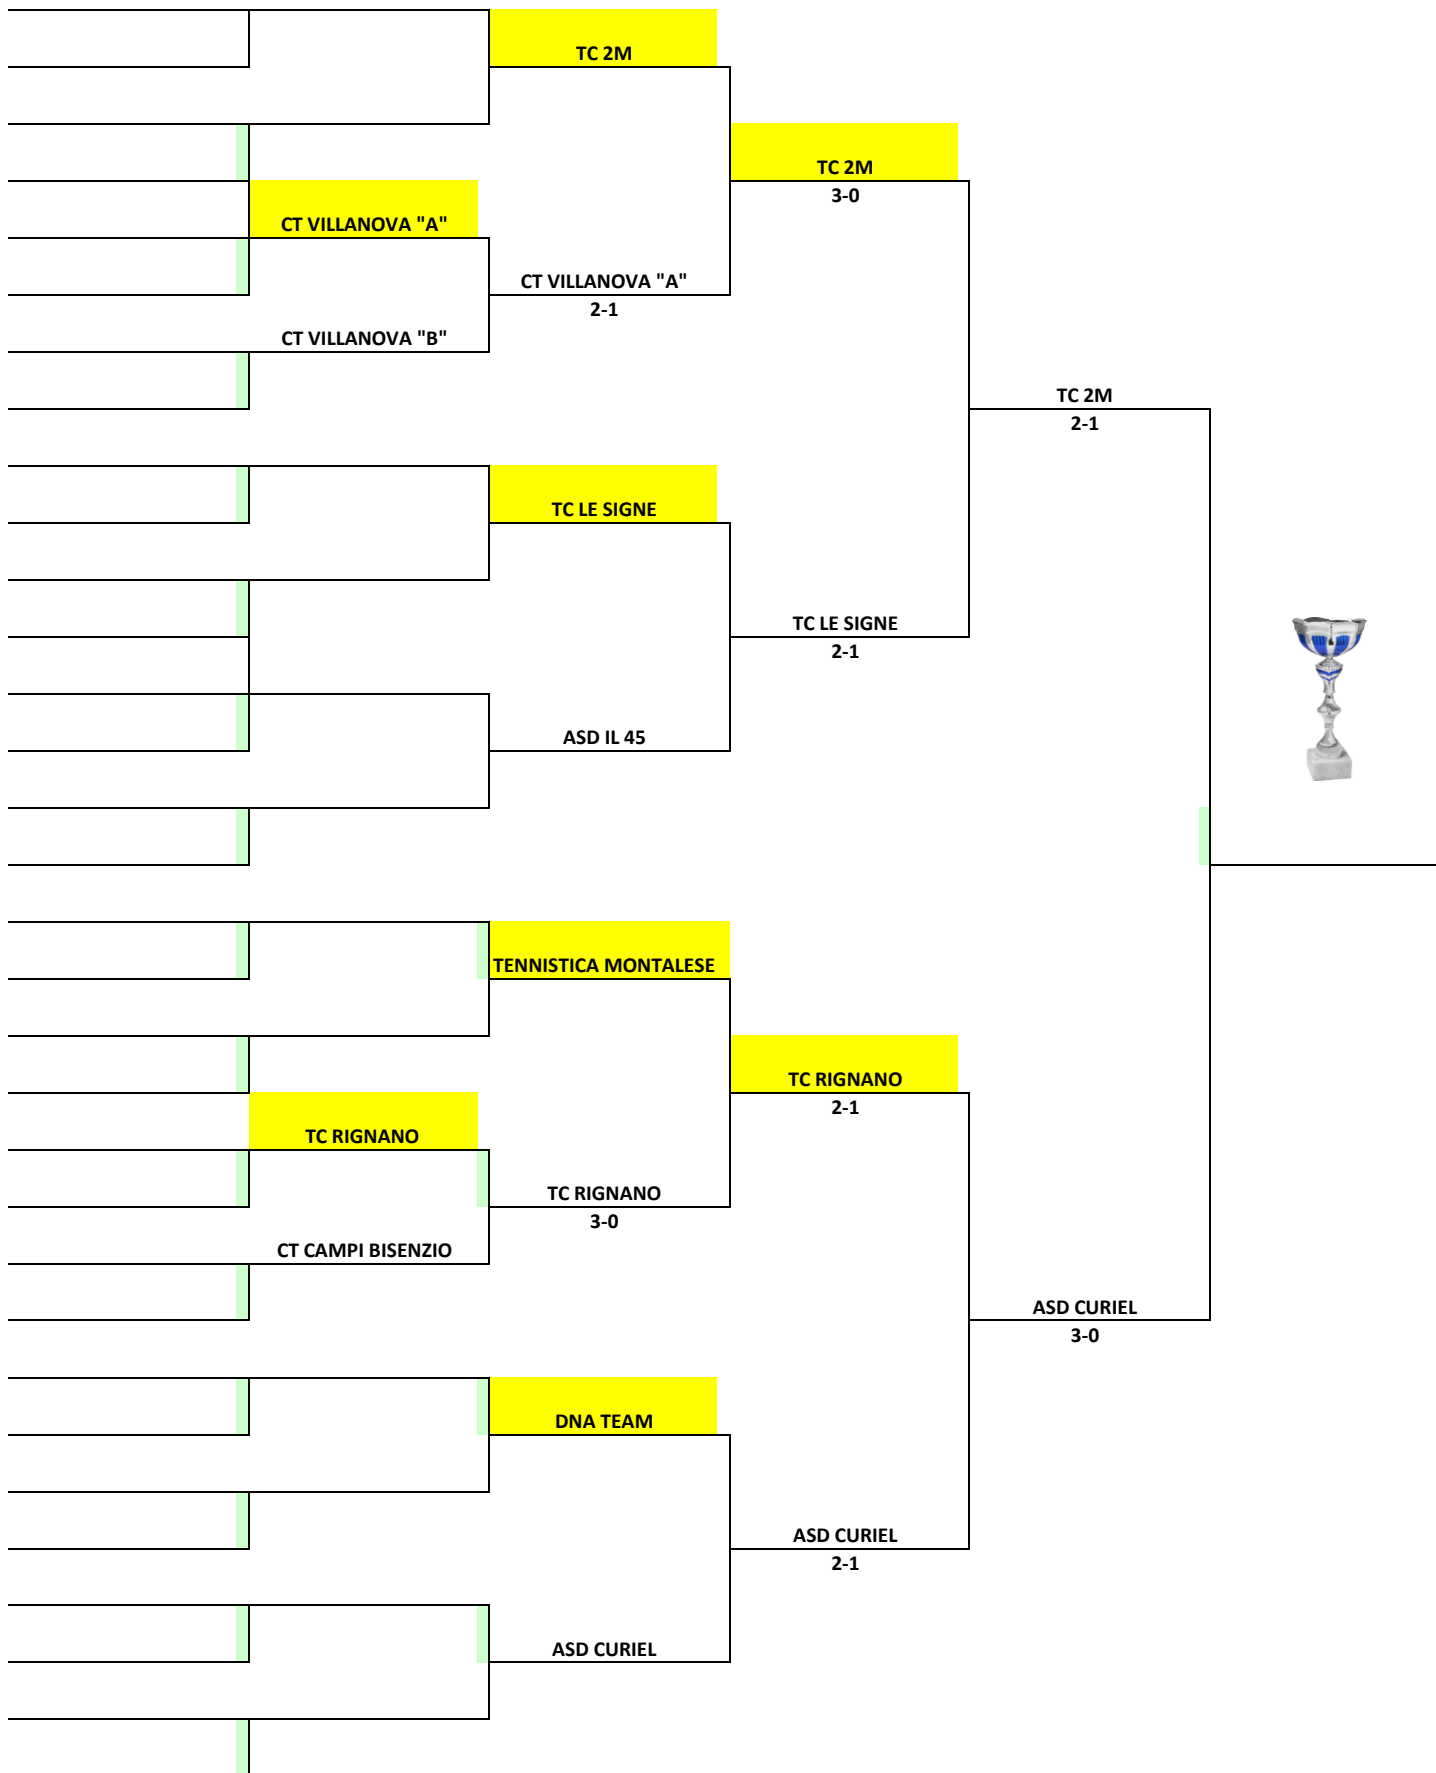 TC 2M
TC 2M
3-0
CT VILLANOVA "A"
CT VILLANOVA "A"
2-1
CT VILLANOVA "B"
TC 2M
2-1
TC LE SIGNE
TC LE SIGNE
2-1
ASD IL 45
TENNISTICA MONTALESE
TC RIGNANO
2-1
TC RIGNANO
TC RIGNANO
3-0
CT CAMPI BISENZIO
ASD CURIEL
3-0
DNA TEAM
ASD CURIEL
2-1
ASD CURIEL